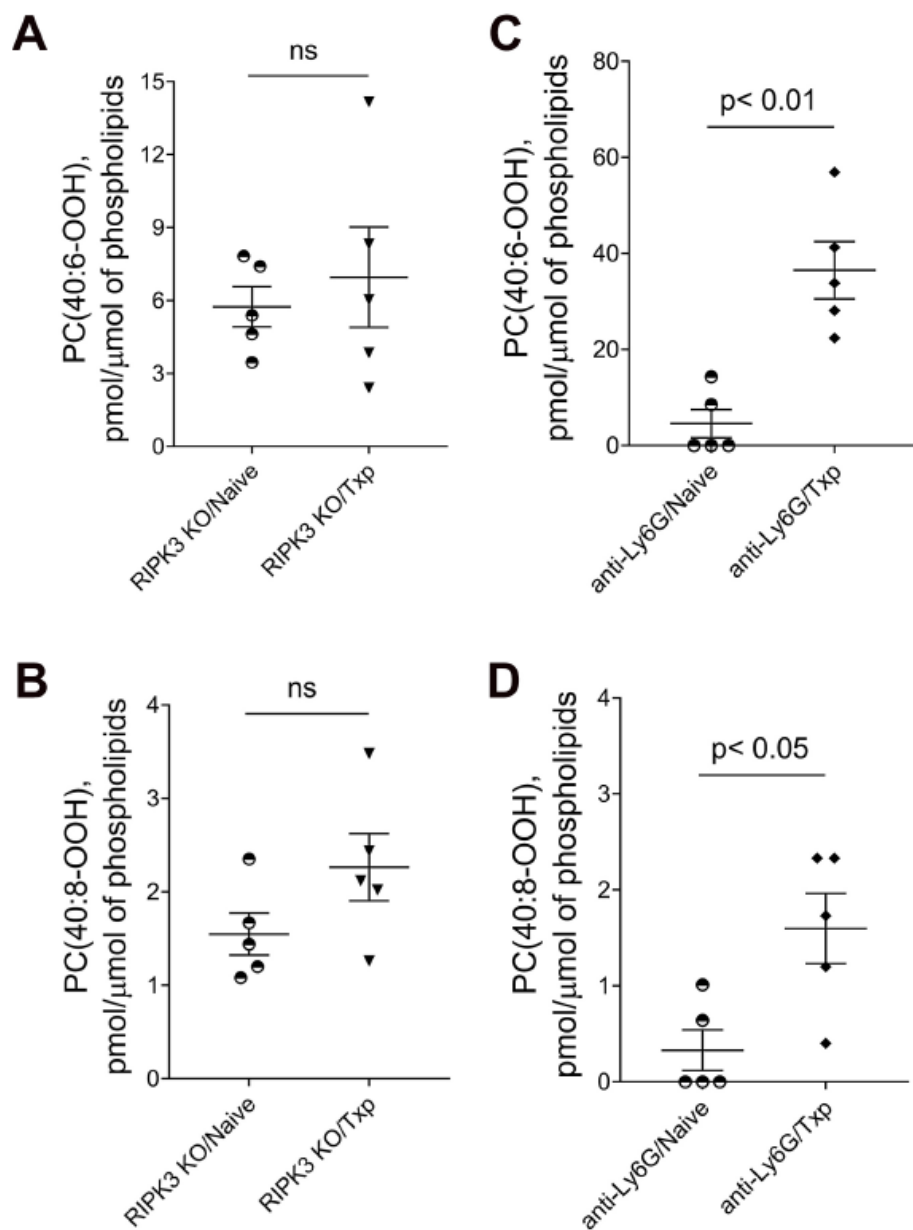 A
ns
PC(40:6-OOH),
pmol/μmol of phospholipids
15
12
9
6
3
0
RIPK3 KO/Naive
RIPK3 KO/Txp
C
p< 0.01
PC(40:6-OOH),
pmol/μmol of phospholipids
80
60
40
20
0
anti-Ly6G/Naive
anti-Ly6G/Txp
B
ns
PC(40:8-OOH),
pmol/μmol of phospholipids
4
3
2
1
0
RIPK3 KO/Naive
RIPK3 KO/Txp
D
p< 0.05
PC(40:8-OOH),
pmol/μmol of phospholipids
4
3
2
1
0
anti-Ly6G/Naive
anti-Ly6G/Txp